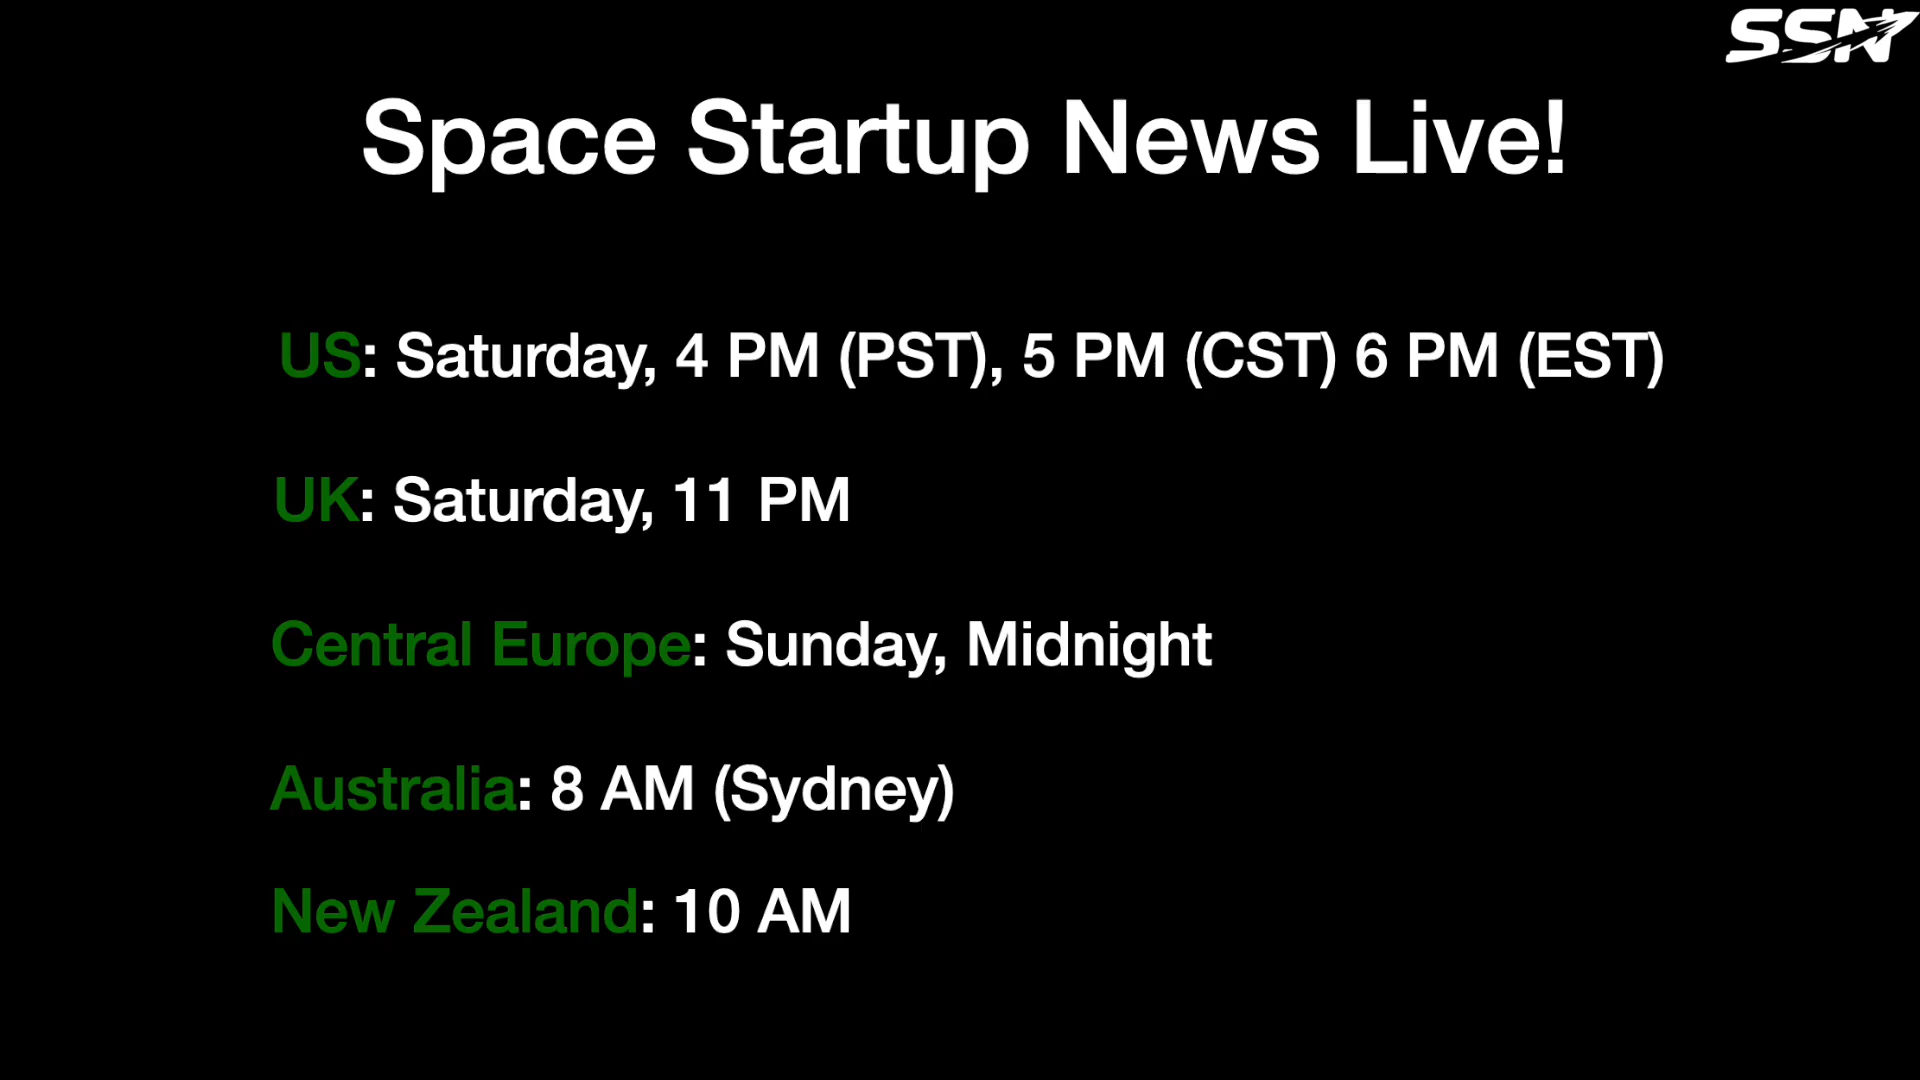 SSN
Space Startup News Live!
US: Saturday, 4 PM (PST), 5 PM (CST) 6 PM (EST)
UK: Saturday, 11 PM
Central Europe: Sunday, Midnight
Australia: 8 AM (Sydney)
New Zealand: 10 AM